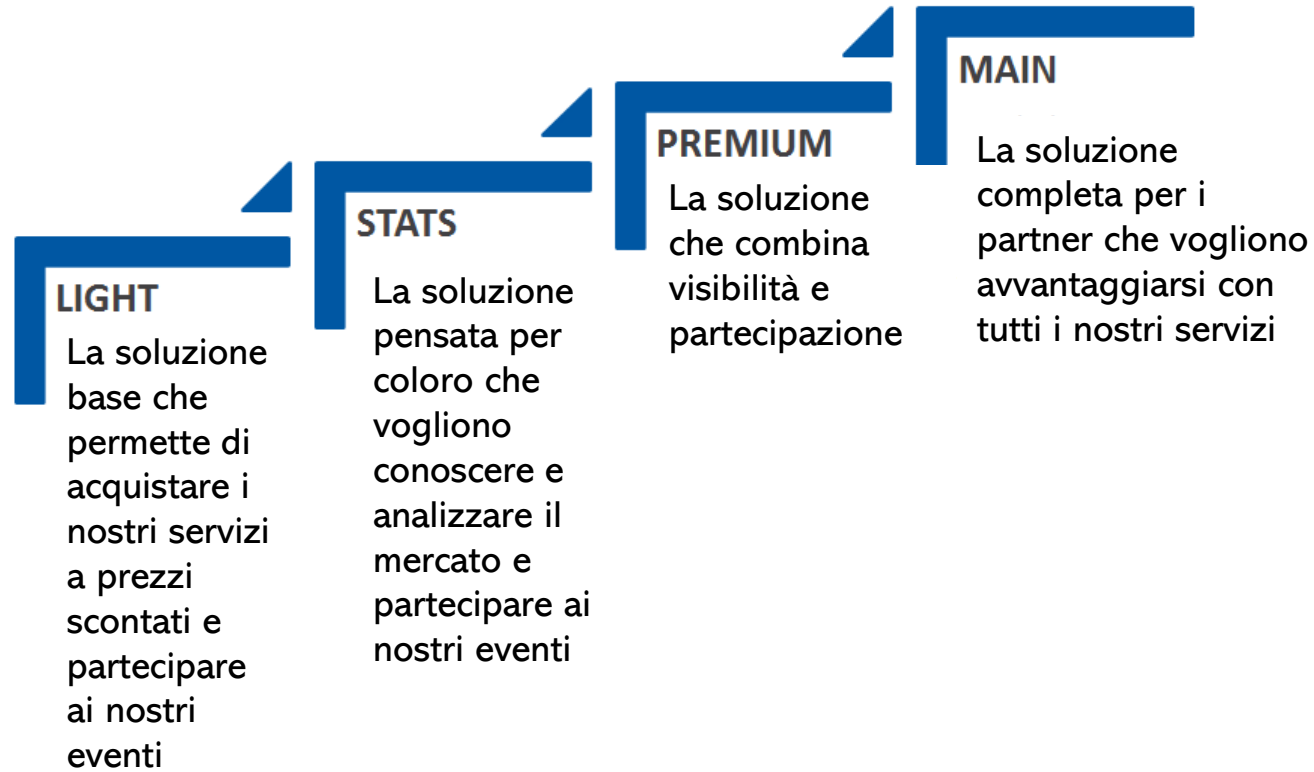 LIGHT
La soluzione
base che
permette di
acquistare i
nostri servizi
a prezzi
scontati e
partecipare
ai nostri
eventi
STATS
La soluzione
pensata per
coloro che
vogliono
conoscere e
analizzare il
mercato e
partecipare ai
nostri eventi
PREMIUM
La soluzione
che combina
visibilità e
partecipazione
MAIN
La soluzione
completa per i
partner che vogliono
avvantaggiarsi con
tutti i nostri servizi